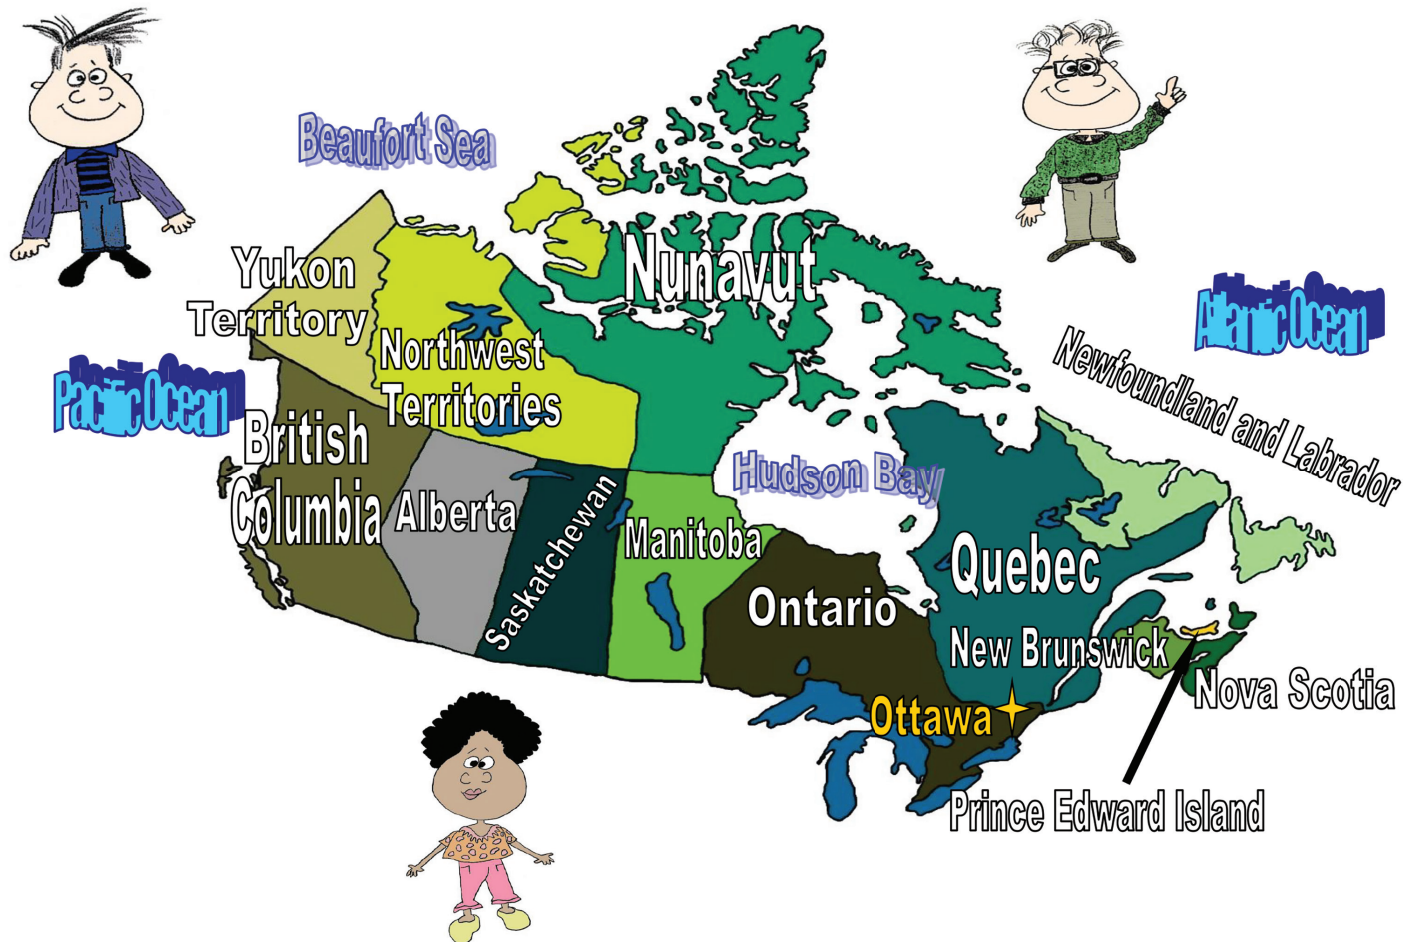 Beaufort Sea
Yukon
Territory
Nunavut
Atlantic Ocean
Northwest
Territories
Pacific Ocean
Newfoundland and Labrador
British
Columbia
Alberta
Saskatchewan
Manitoba
Hudson Bay
Ontario
Quebec
New Brunswick
Nova Scotia
Ottawa
Prince Edward Island